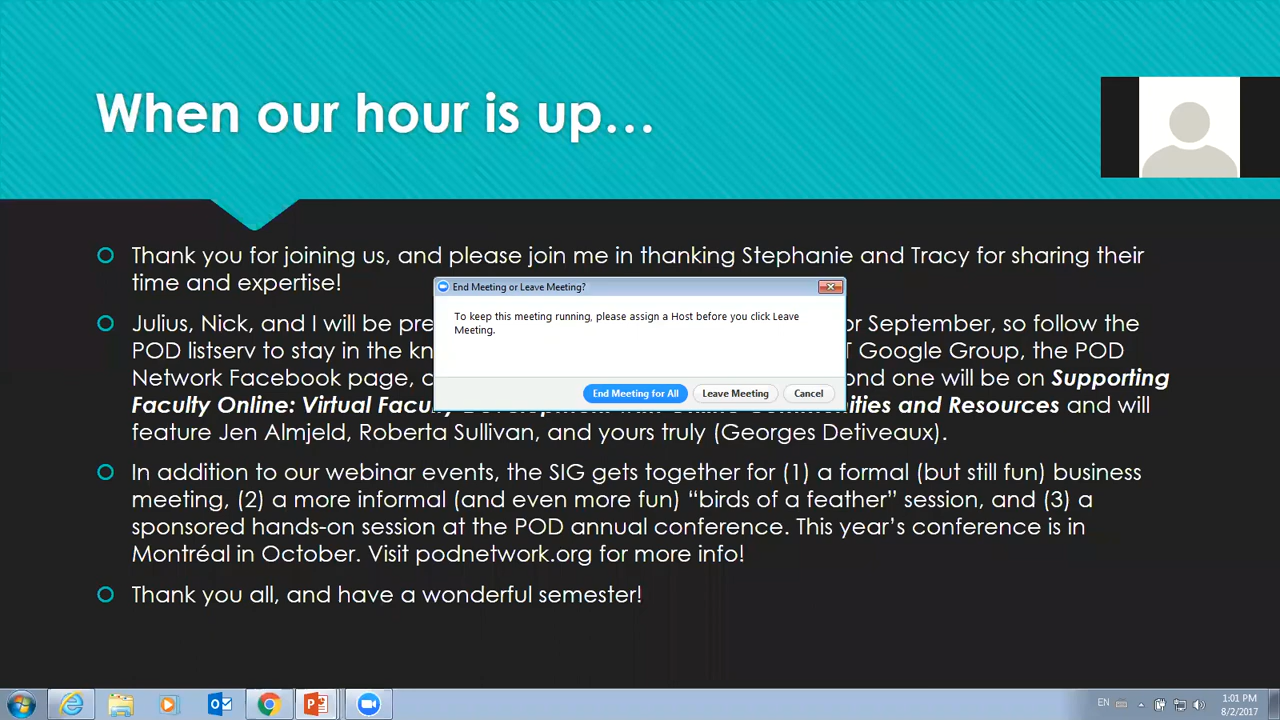 When our hour is up…
Thank you for joining us, and please join me in thanking Stephanie and Tracy for sharing their
time and expertise!
End Meeting or Leave Meeting?
To keep this meeting running, please assign a Host before you click Leave
Meeting.
End Meeting for All Leave Meeting Cancel
Julius, Nick, and I will be or September, so follow the
POD listserv to stay in the Google Group, the POD
Network Facebook page, one will be on Supporting
Faculty Online: Virtual and Resources and will
feature Jen Almjeld, Roberta Sullivan, and yours truly (Georges Detiveaux).
In addition to our webinar events, the SIG gets together for (1) a formal (but still fun) business
meeting, (2) a more informal (and even more fun) “birds of a feather” session, and (3) a
sponsored hands-on session at the POD annual conference. This year’s conference is in
Montréal in October. Visit podnetwork.org for more info!
Thank you all, and have a wonderful semester!
EN
1:01 PM
8/2/2017